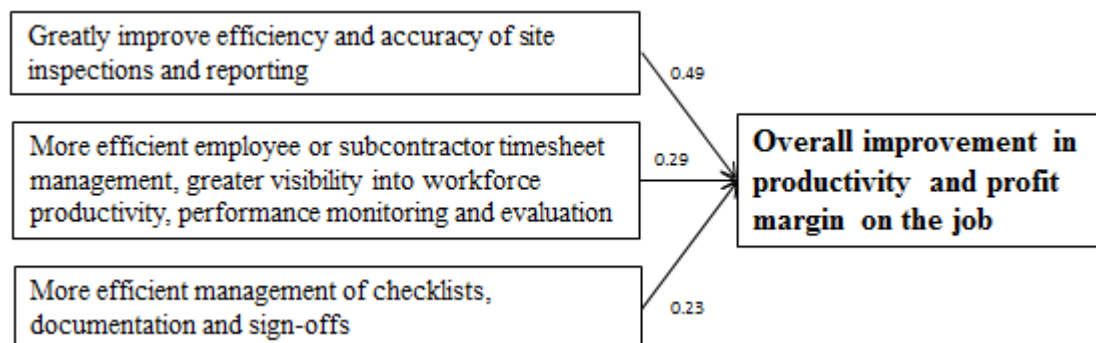 Greatly improve efficiency and accuracy of site
inspections and reporting
0.49
More efficient employee or subcontractor timesheet
management, greater visibility into workforce
productivity, performance monitoring and evaluation
0.29
Overall improvement in
productivity and profit
margin on the job
More efficient management of checklists,
documentation and sign-offs
0.23